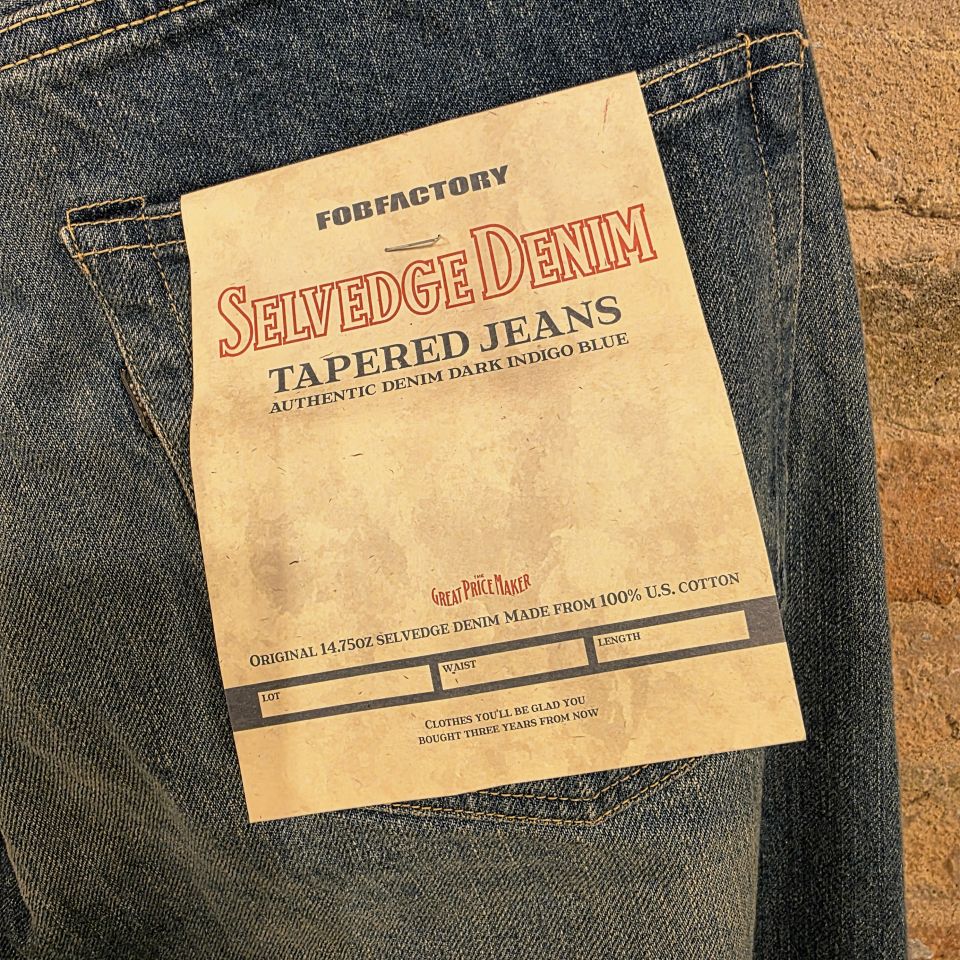 FOBFACTORY
SELVEDGE DENIM
TAPERED JEANS
AUTHENTIC DENIM DARK INDIGO BLUE
THE
GREAT PRICE MAKER
ORIGINAL 14.75OZ SELVEDGE DENIM MADE FROM 100% U.S. COTTON
LOT WAIST LENGTH
CLOTHES YOU'LL BE GLAD YOU
BOUGHT THREE YEARS FROM NOW